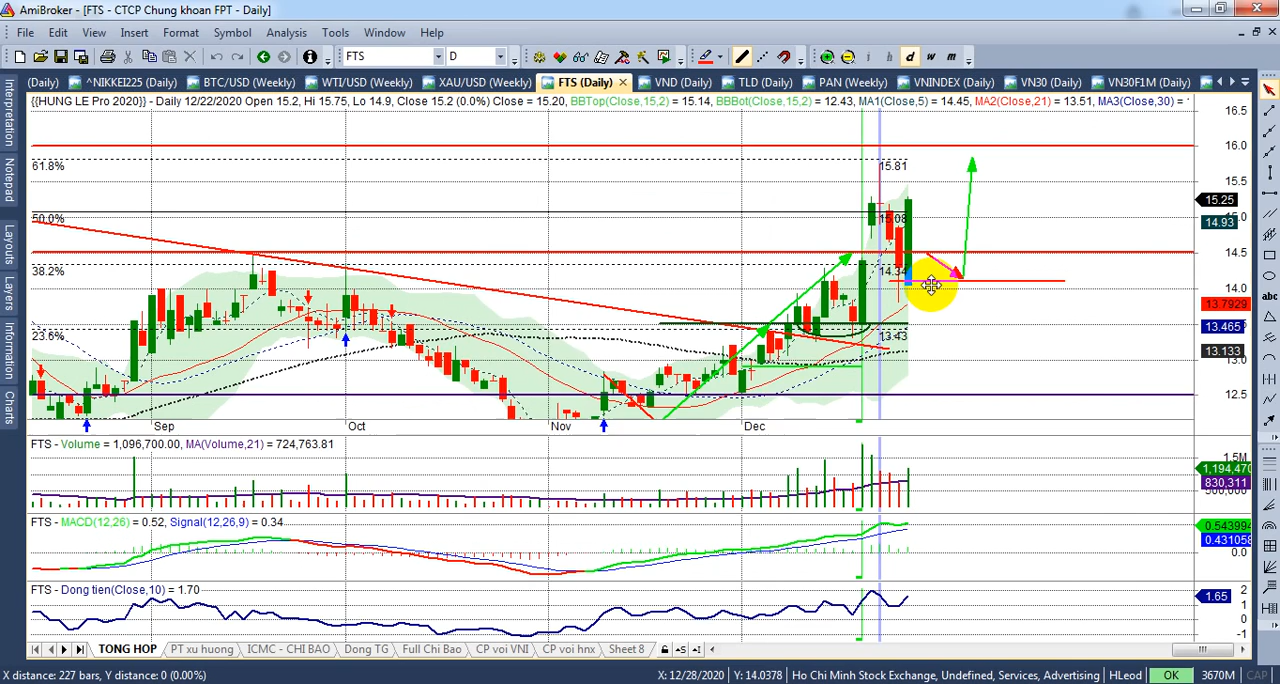 AmiBroker - [FTS - CTCP Chung khoan FPT - Daily]
File Edit View Insert Format Symbol Analysis Tools Window Help
FTS D i h d w m
(Daily) ^NIKKEI225 (Daily) BTC/USD (Weekly) WTI/USD (Weekly) XAU/USD (Weekly) FTS (Daily) VND (Daily) TLD (Daily) PAN (Weekly) VNINDEX (Daily) VN30 (Daily) VN30F1M (Daily)
Interpretation
Notepad
Layouts
Layers
Information
Charts
{{HUNG LE Pro 2020}} - Daily 12/22/2020 Open 15.2, Hi 15.75, Lo 14.9, Close 15.2 (0.0%) Close = 15.20, BBTop(Close,15,2) = 15.14, BBBot(Close,15,2) = 12.43, MA1(Close,5) = 14.45, MA2(Close,21) = 13.51, MA3(Close,30) =
16.5
16.0
61.8% 15.81
15.5
15.25
50.0% 15.08 15.0
14.93
14.5
38.2% 14.34
14.0
13.7929
13.465
23.6% 13.43
13.133
13.0
12.5
Sep Oct Nov Dec
FTS - Volume = 1,096,700.00, MA(Volume,21) = 724,763.81
1.5M
1,194,470
830,311
FTS - MACD(12,26) = 0.52, Signal(12,26,9) = 0.34
0.543994
0.431058
0.0
FTS - Dong tien(Close,10) = 1.70
2
1.65
1
0
-1
TONG HOP PT xu huong ICMC - CHI BAO Dong TG Full Chi Bao CP voi VNI CP voi hnx Sheet 8
X distance: 227 bars, Y distance: 0 (0.00%) X: 12/28/2020 Y: 14.0378 Ho Chi Minh Stock Exchange, Undefined, Services, Advertising HLeod OK 3670M CAP
abc